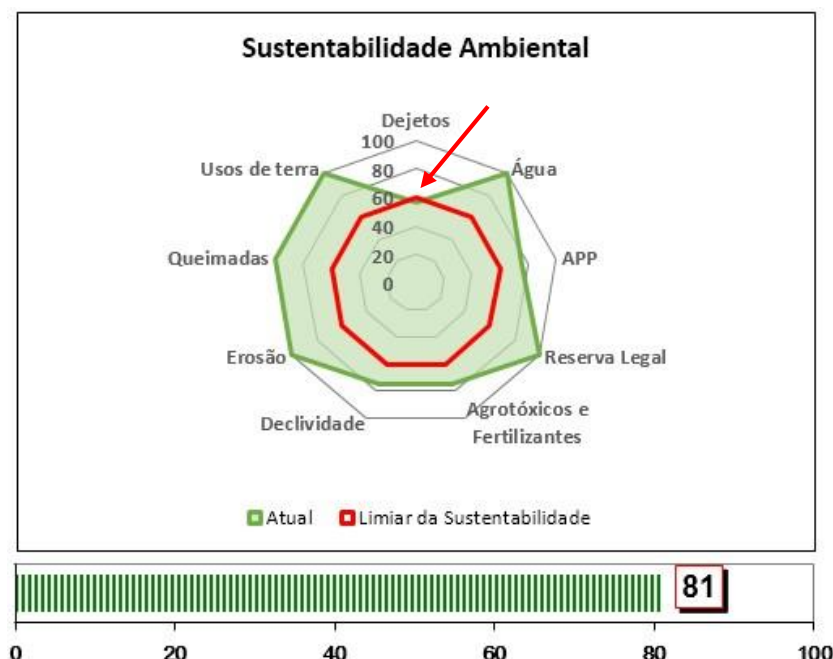 Sustentabilidade Ambiental
Dejetos
100
Usos de terra
80
Água
60
40
Queimadas
20
APP
0
Erosão
Reserva Legal
Declividade
Agrotóxicos e
Fertilizantes
Atual
Limiar da Sustentabilidade
81
0 20 40 60 80 100